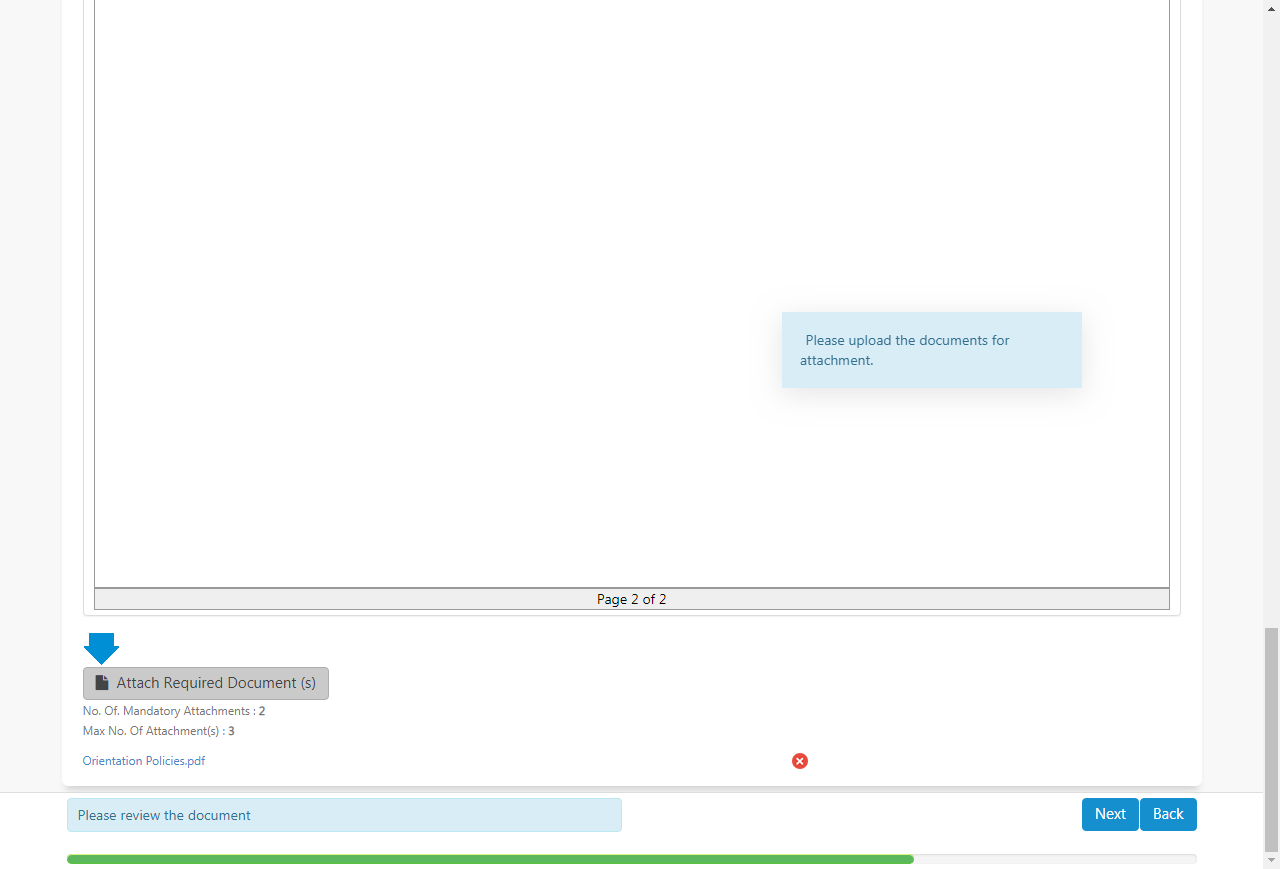 Please upload the documents for
attachment.
Page 2 of 2
Attach Required Document (s)
No. Of. Mandatory Attachments : 2
Max No. Of Attachment(s) : 3
Orientation Policies.pdf
Please review the document
Next
Back